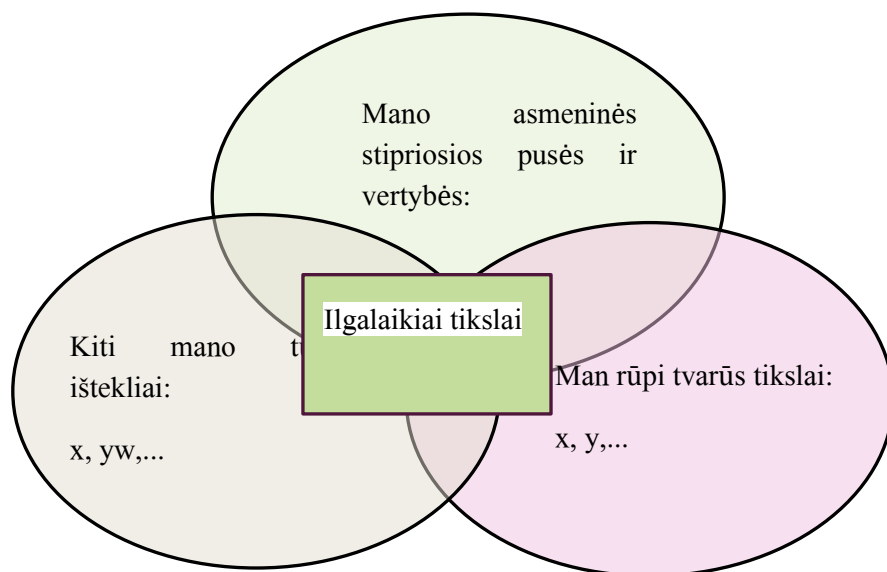 Mano asmeninės
stipriosios pusės ir
vertybės:
Ilgalaikiai tikslai
Kiti mano
ištekliai:
x, yw,...
Man rūpi tvarūs tikslai:
x, y,...